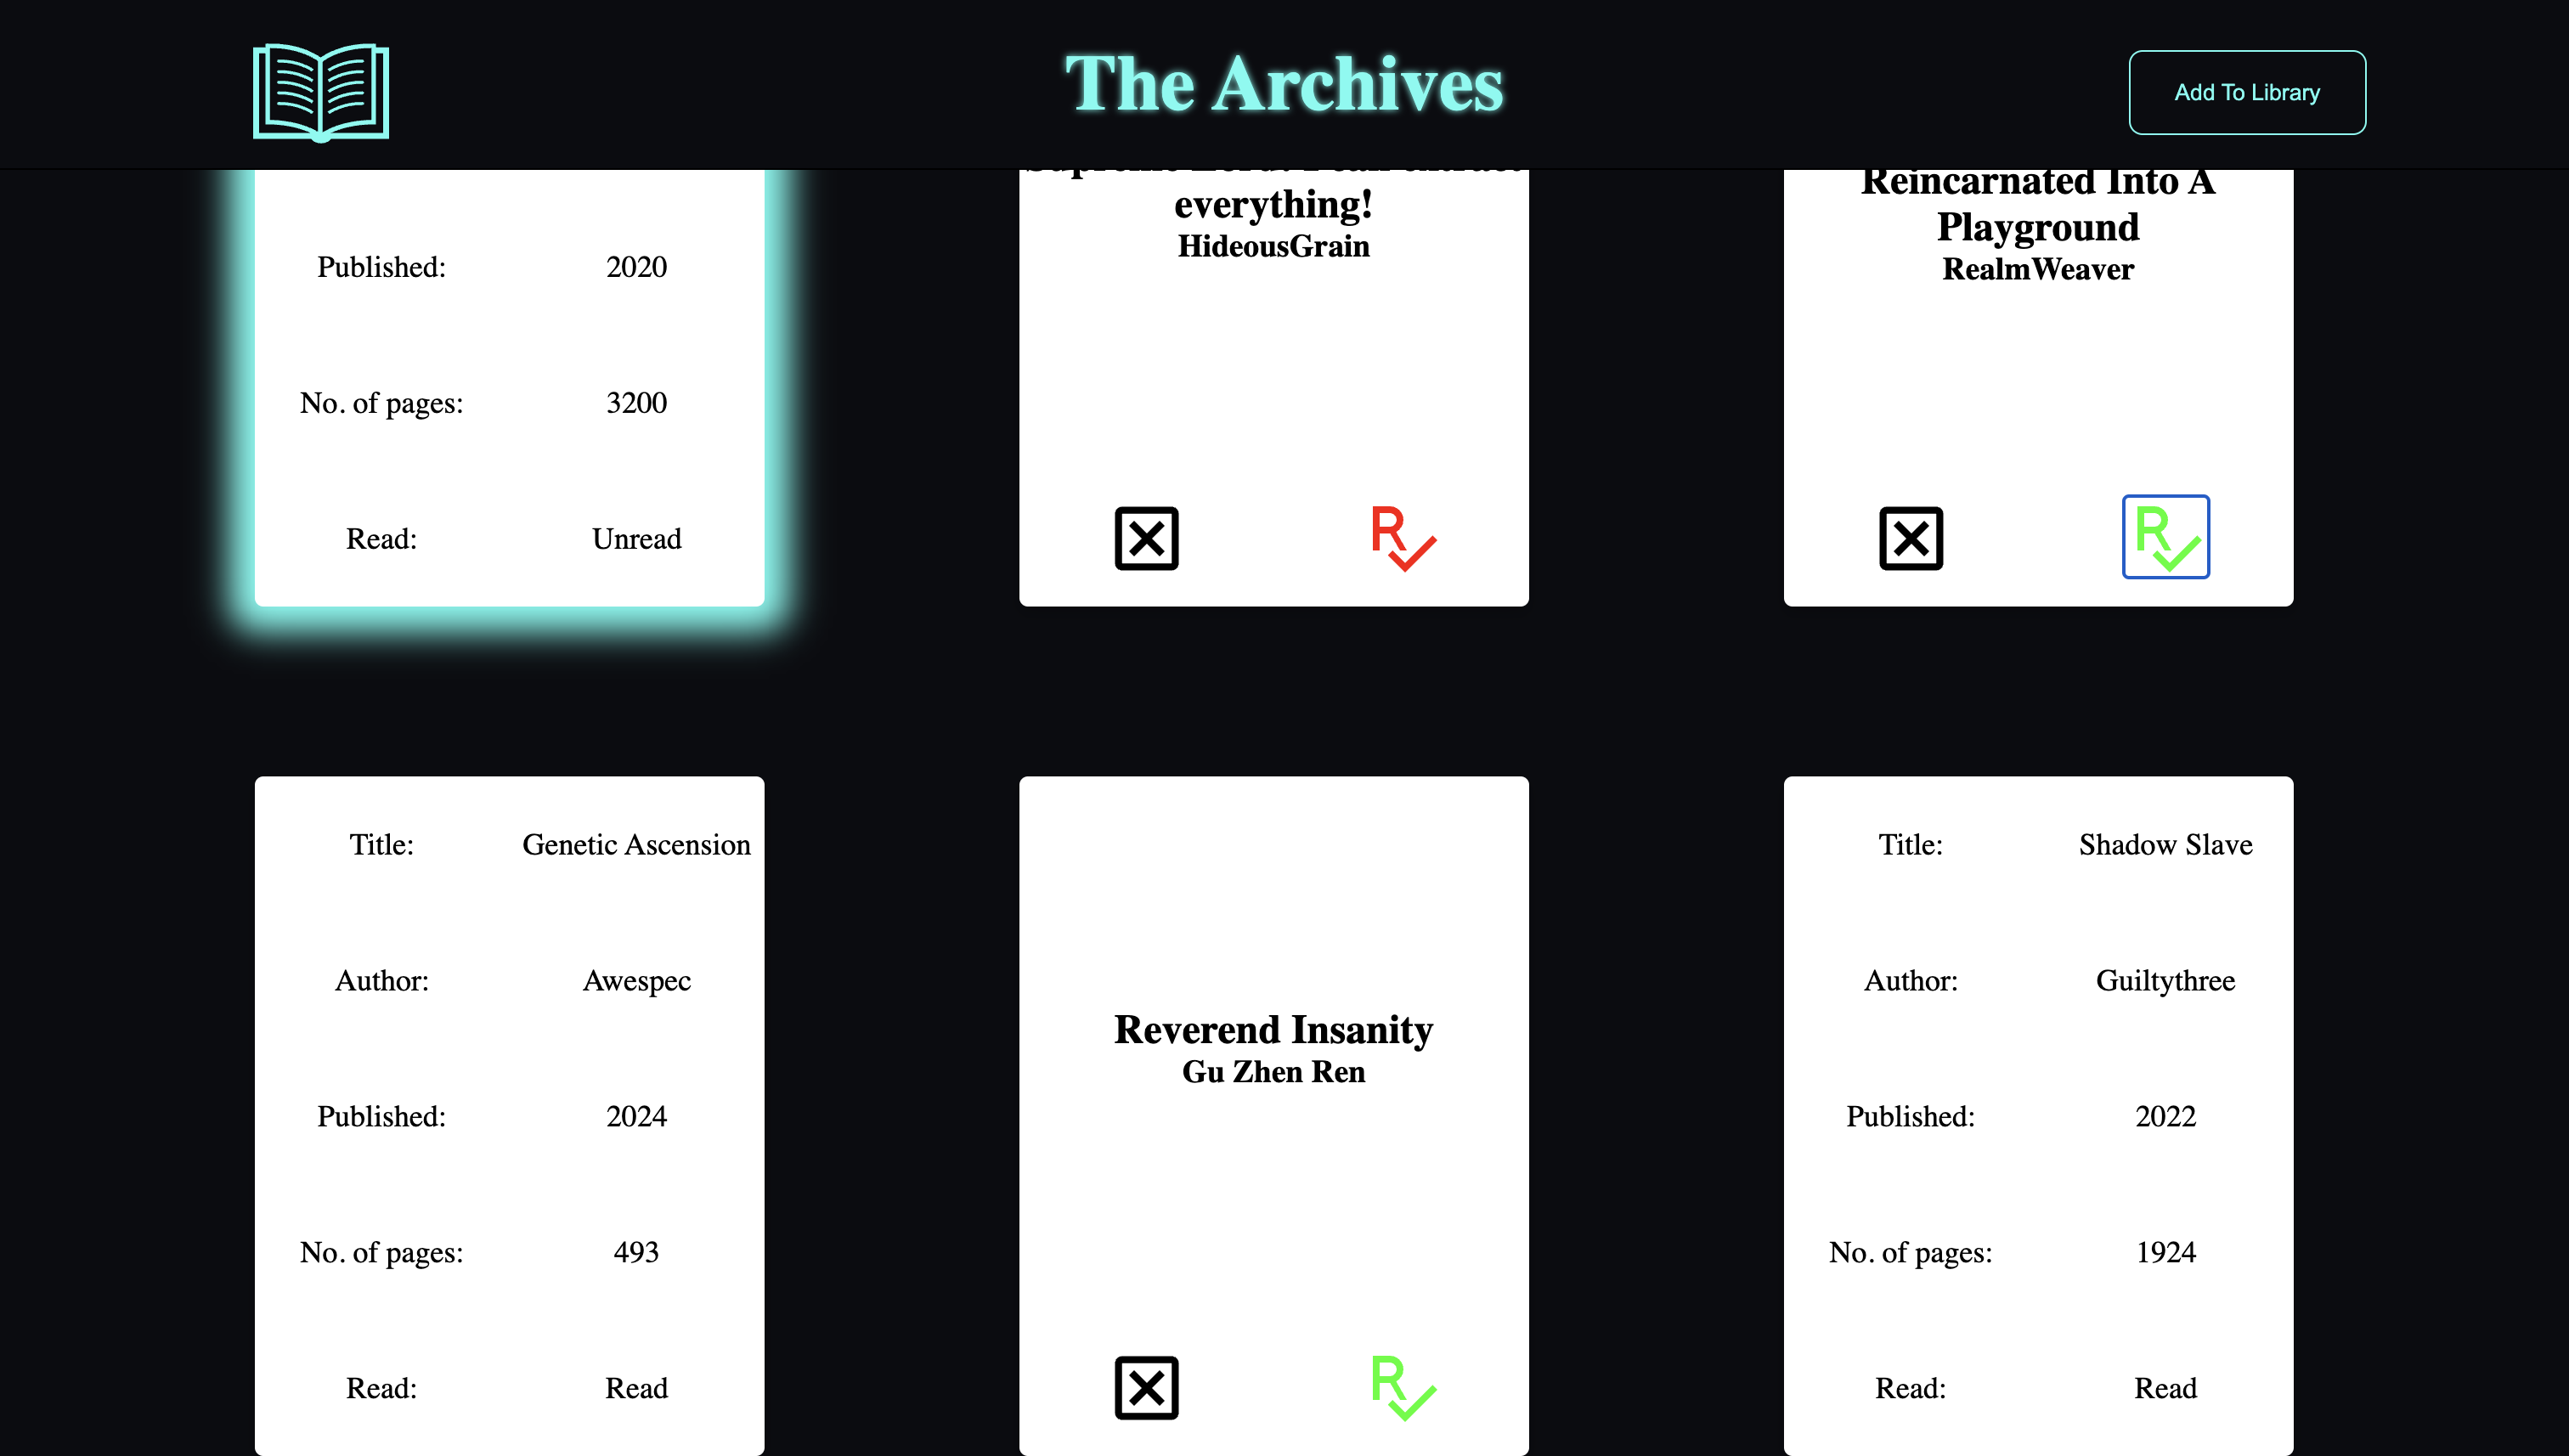 The Archives
Add To Library
Published: 2020
No. of pages: 3200
Read: Unread
everything!
HideousGrain
R
Reincarnated Into A
Playground
RealmWeaver
R
Title: Genetic Ascension
Author: Awespec
Published: 2024
No. of pages: 493
Read: Read
Reverend Insanity
Gu Zhen Ren
R
Title: Shadow Slave
Author: Guiltythree
Published: 2022
No. of pages: 1924
Read: Read